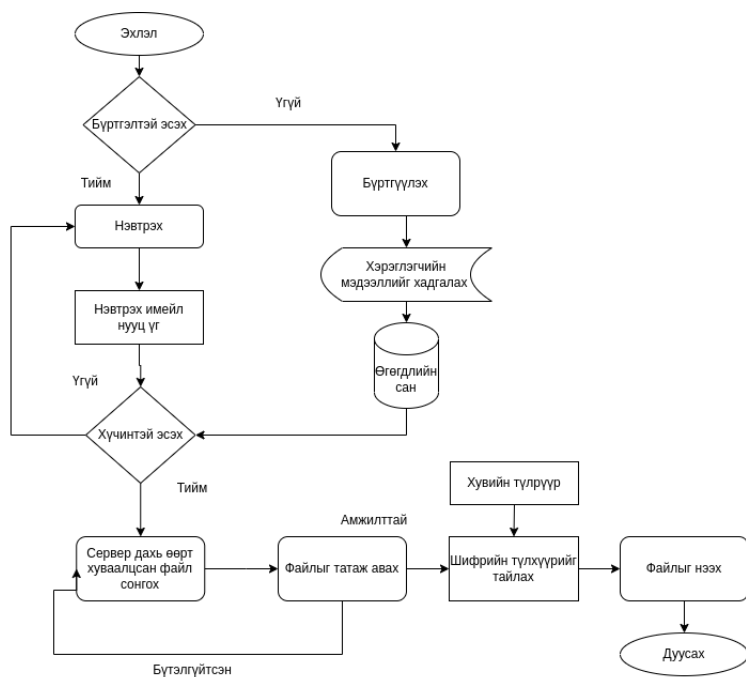 Эхлэл
Үгүй
Бүртгэлтэй эсэх
Бүртгүүлэх
Тийм
Нэвтрэх
Хэрэглэгчийн
мэдээллийг хадгалах
Нэвтрэх имейл
нууц үг
Өгөгдлийн
сан
Үгүй
Хүчинтэй эсэх
Тийм
Хувийн түлрүүр
Амжилттай
Сервер дахь өөрт
хуваалцсан файл
сонгох
Файлыг татаж авах
Шифрийн түлхүүрийг
тайлах
Файлыг нээх
Бүтэлгүйтсэн
Дуусах